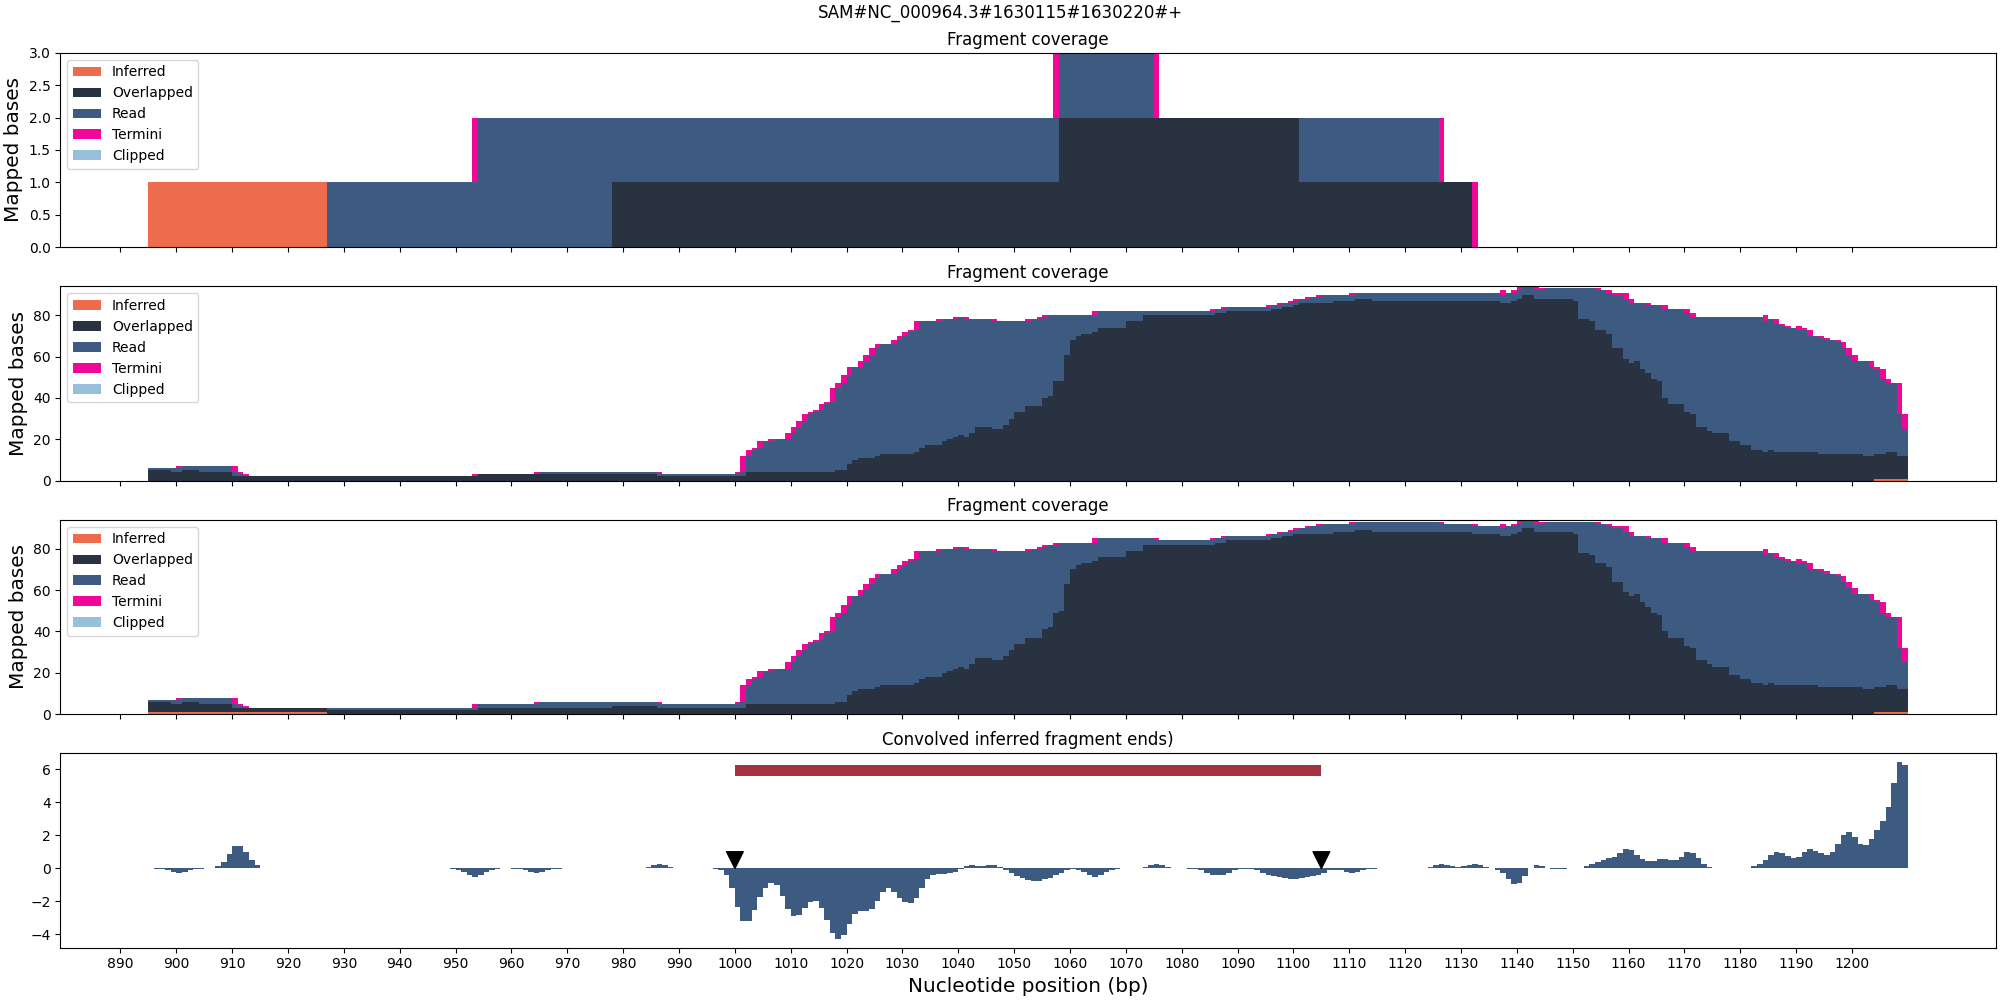 SAM#NC_000964.3#1630115#1630220#+
Fragment coverage
Mapped bases
3.0
2.5
2.0
1.5
1.0
0.5
0.0
Inferred
Overlapped
Read
Termini
Clipped
Fragment coverage
Mapped bases
80
60
40
20
0
Inferred
Overlapped
Read
Termini
Clipped
Fragment coverage
Mapped bases
80
60
40
20
0
Inferred
Overlapped
Read
Termini
Clipped
Convolved inferred fragment ends)
6
4
2
0
−2
−4
890 900 910 920 930 940 950 960 970 980 990 1000 1010 1020 1030 1040 1050 1060 1070 1080 1090 1100 1110 1120 1130 1140 1150 1160 1170 1180 1190 1200
Nucleotide position (bp)